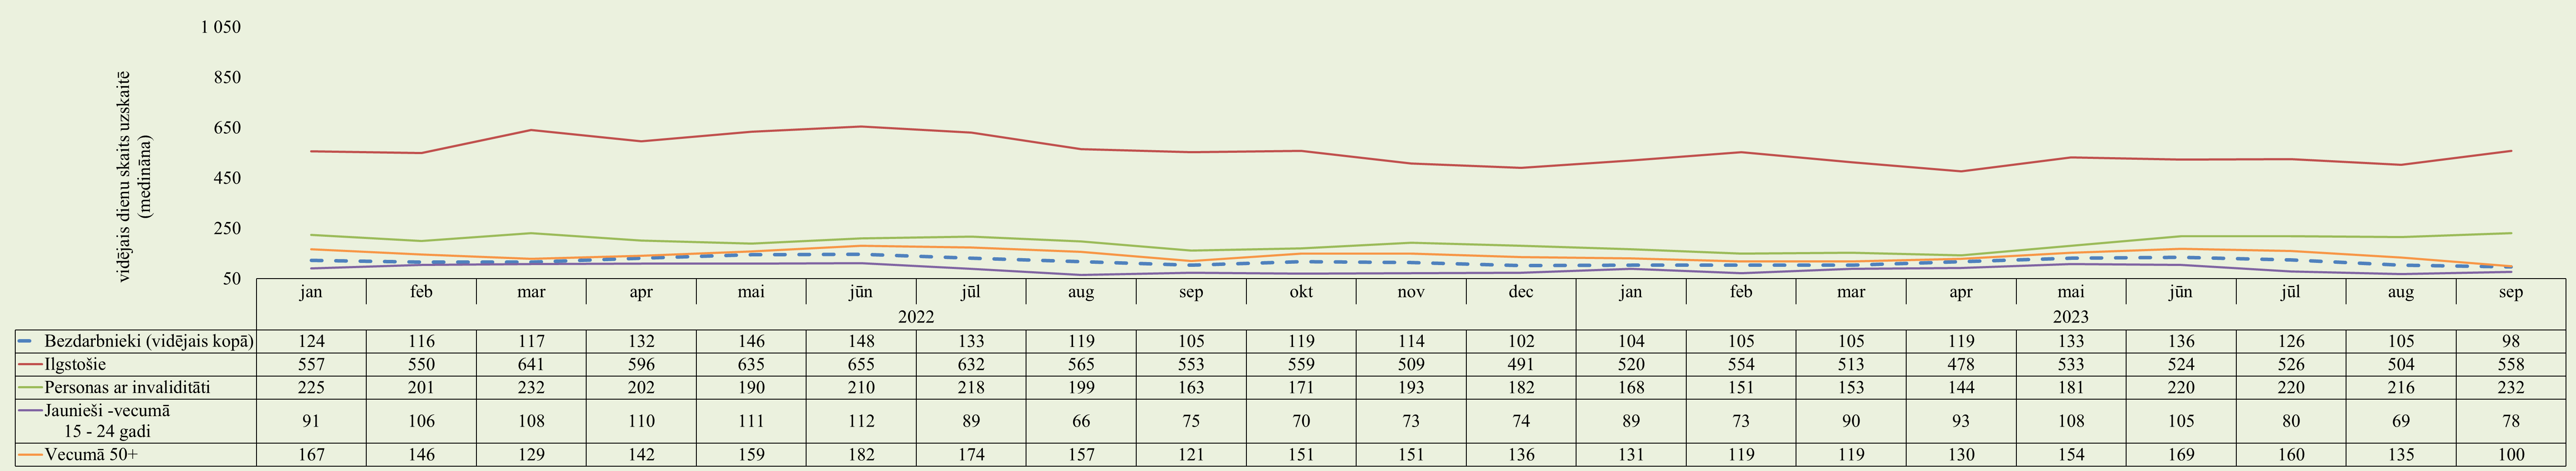 1 050
850
650
450
250
50
vidējais dienu skaits uzskaitē
(medināna)
jan feb mar apr mai jūn jūl aug sep okt nov dec jan feb mar apr mai jūn jūl aug sep
2022 2023
Bezdarbnieki (vidējais kopā) 124 116 117 132 146 148 133 119 105 119 114 102 104 105 105 119 133 136 126 105 98
Ilgstošie 557 550 641 596 635 655 632 565 553 559 509 491 520 554 513 478 533 524 526 504 558
Personas ar invaliditāti 225 201 232 202 190 210 218 199 163 171 193 182 168 151 153 144 181 220 220 216 232
Jaunieši -vecumā
15 - 24 gadi 91 106 108 110 111 112 89 66 75 70 73 74 89 73 90 93 108 105 80 69 78
Vecumā 50+ 167 146 129 142 159 182 174 157 121 151 151 136 131 119 119 130 154 169 160 135 100